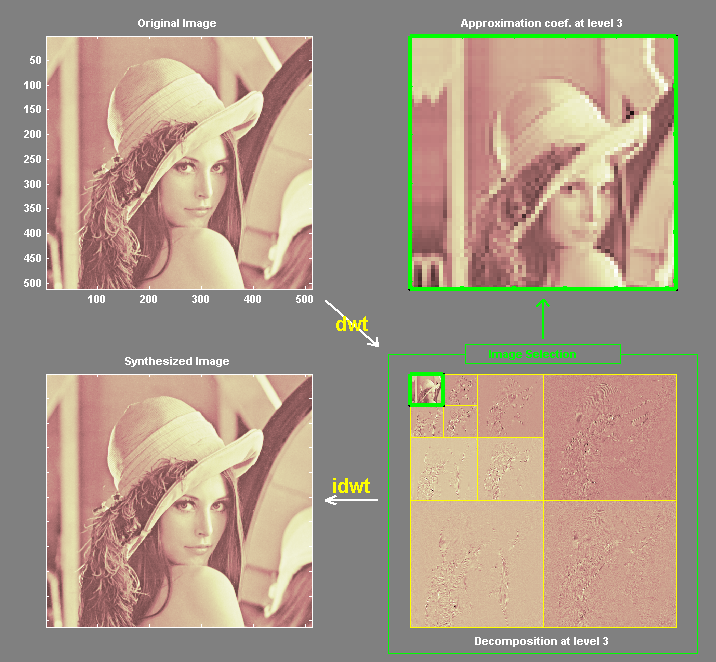 Original Image
Approximation coef. at level 3
50
100
150
200
250
300
350
400
450
500
100 200 300 400 500
dwt
Synthesized Image
Image Selection
idwt
Decomposition at level 3